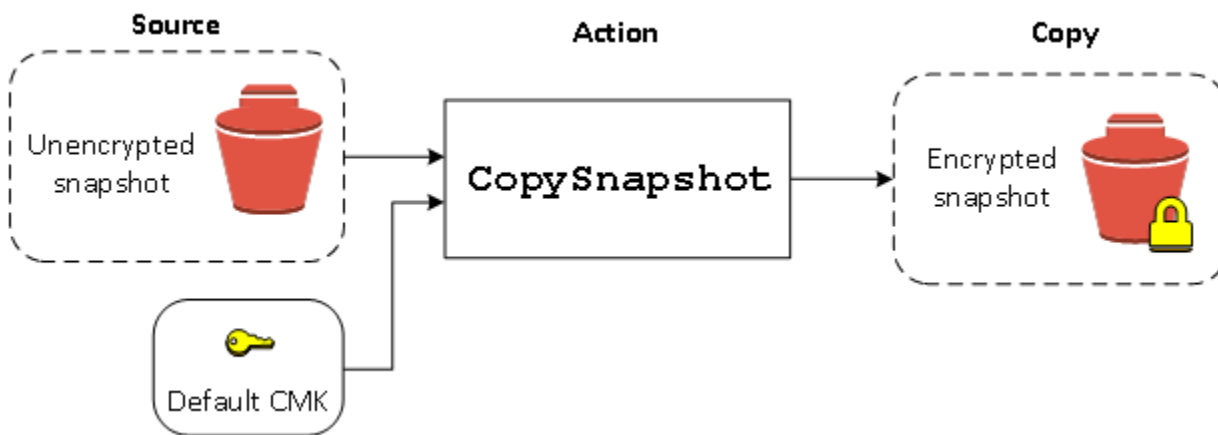 Source
Action
Copy
Unencrypted
snapshot
CopySnapshot
Encrypted
snapshot
Default CMK